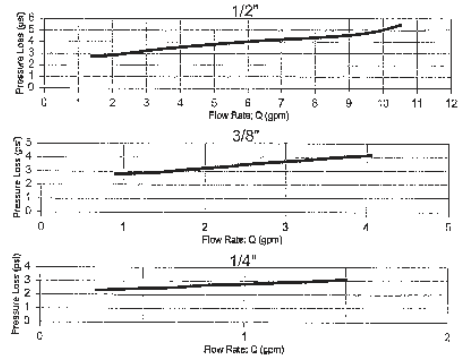 1/2"
Pressure Loss (psi)
6
5
4
3
2
1
0
0 1 2 3 4 5 6 7 8 9 10 11 12
Flow Rate: Q (gpm)
3/8"
Pressure Loss (psi)
5
4
3
2
1
0
0 1 2 3 4 5
Flow Rate: Q (gpm)
1/4"
Pressure Loss (psi)
4
3
2
1
0
0 1 2
Flow Rate: Q (gpm)